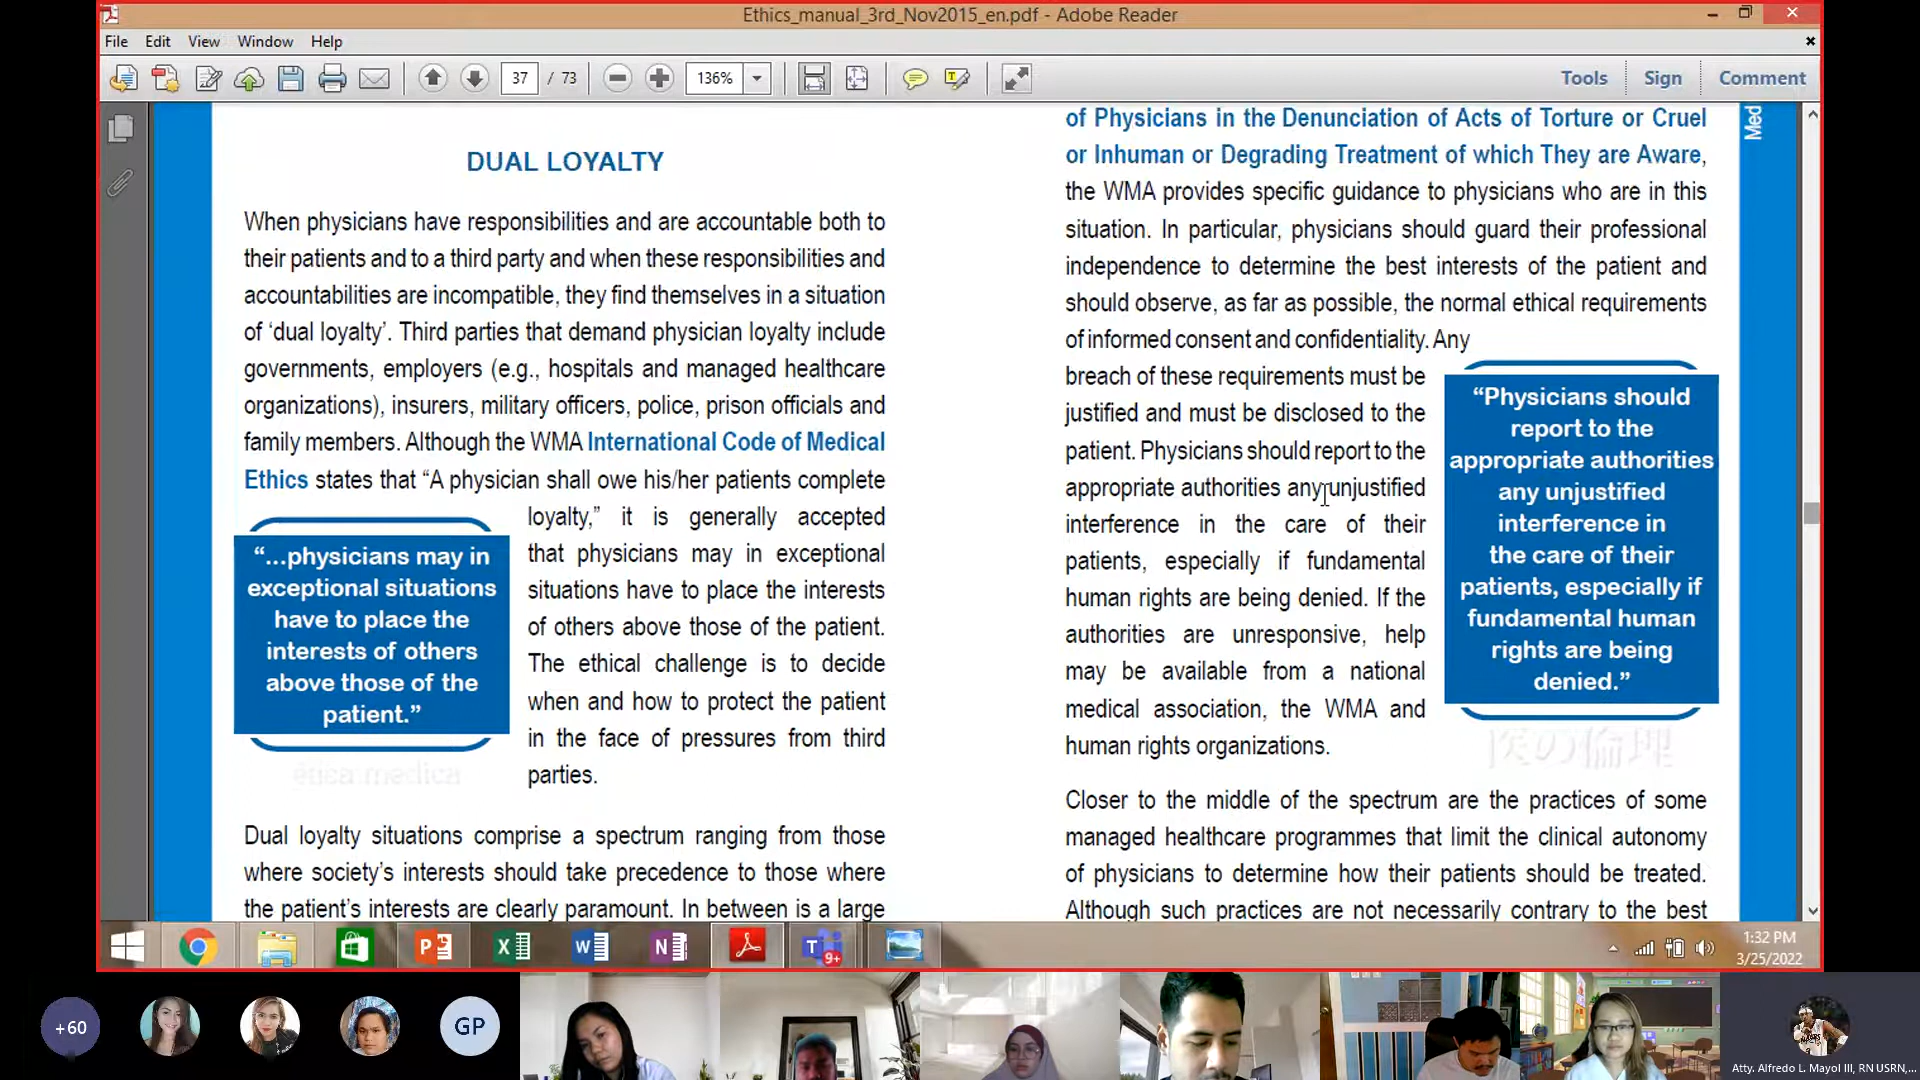 Ethics_manual_3rd_Nov2015_en.pdf - Adobe Reader
File Edit View Window Help
37 / 73 136% Tools Sign Comment
DUAL LOYALTY
When physicians have responsibilities and are accountable both to
their patients and to a third party and when these responsibilities and
accountabilities are incompatible, they find themselves in a situation
of ‘dual loyalty’. Third parties that demand physician loyalty include
governments, employers (e.g., hospitals and managed healthcare
organizations), insurers, military officers, police, prison officials and
family members. Although the WMA International Code of Medical
Ethics states that “A physician shall owe his/her patients complete
loyalty,” it is generally accepted
that physicians may in exceptional
situations have to place the interests
of others above those of the patient.
The ethical challenge is to decide
when and how to protect the patient
in the face of pressures from third
parties.
“...physicians may in
exceptional situations
have to place the
interests of others
above those of the
patient.”
ética medica
Dual loyalty situations comprise a spectrum ranging from those
where society’s interests should take precedence to those where
the patient’s interests are clearly paramount. In between is a large
of Physicians in the Denunciation of Acts of Torture or Cruel
or Inhuman or Degrading Treatment of which They are Aware,
the WMA provides specific guidance to physicians who are in this
situation. In particular, physicians should guard their professional
independence to determine the best interests of the patient and
should observe, as far as possible, the normal ethical requirements
of informed consent and confidentiality. Any
breach of these requirements must be
justified and must be disclosed to the
patient. Physicians should report to the
appropriate authorities any unjustified
interference in the care of their
patients, especially if fundamental
human rights are being denied. If the
authorities are unresponsive, help
may be available from a national
medical association, the WMA and
human rights organizations.
“Physicians should
report to the
appropriate authorities
any unjustified
interference in
the care of their
patients, especially if
fundamental human
rights are being
denied.”
医の倫理
Closer to the middle of the spectrum are the practices of some
managed healthcare programmes that limit the clinical autonomy
of physicians to determine how their patients should be treated.
Although such practices are not necessarily contrary to the best
Med
9+
1:32 PM
3/25/2022
+60
GP
Atty. Alfredo L. Mayol III, RN USRN,...